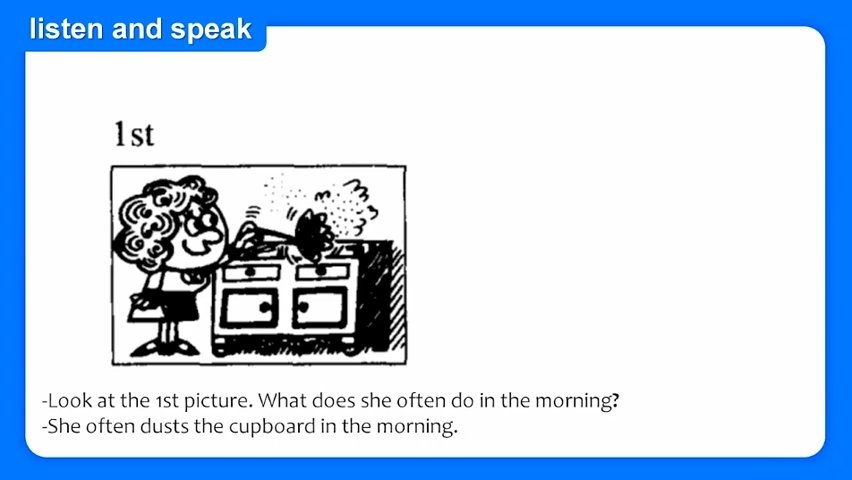 listen and speak
1st
-Look at the 1st picture. What does she often do in the morning?
-She often dusts the cupboard in the morning.